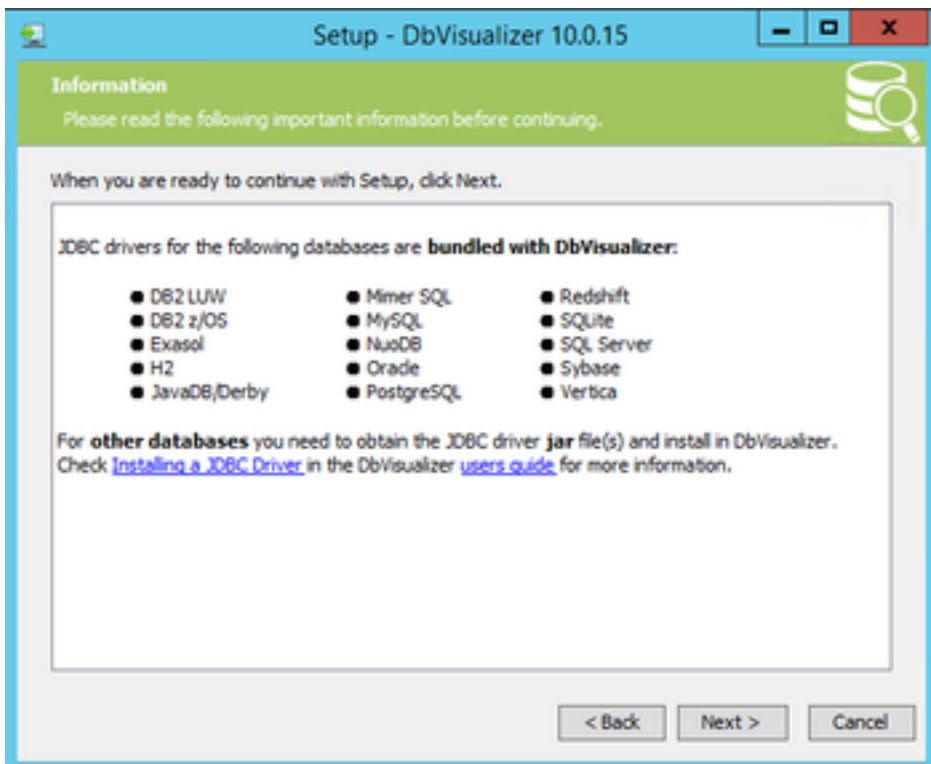 Setup - DbVisualizer 10.0.15
Information
Please read the following important information before continuing.
When you are ready to continue with Setup, click Next.
JDBC drivers for the following databases are bundled with DbVisualizer:
DB2 LUW
DB2 z/OS
Exasol
H2
JavaDB/Derby
Mimer SQL
MySQL
NuoDB
Oracle
PostgreSQL
Redshift
SQLite
SQL Server
Sybase
Vertica
For other databases you need to obtain the JDBC driver jar file(s) and install in DbVisualizer.
Check Installing a JDBC Driver in the DbVisualizer users guide for more information.
< Back Next > Cancel